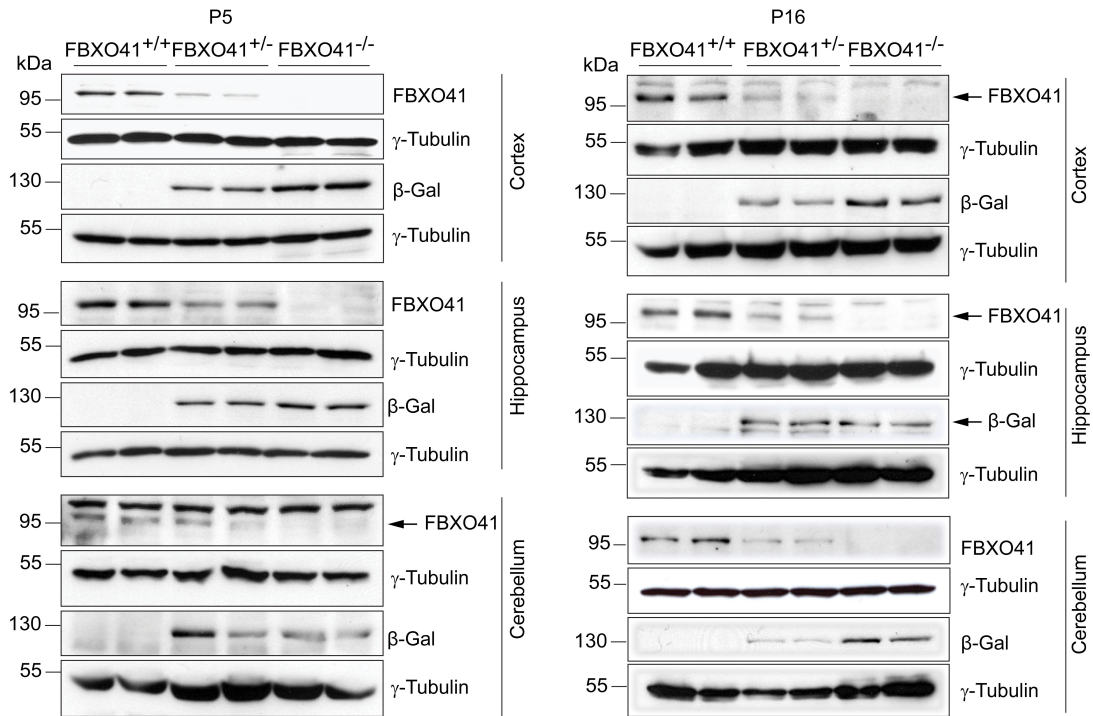 P5
FBXO41+/+ FBXO41+/- FBXO41-/-
kDa
95 FBXO41
55 γ-Tubulin
130 β-Gal
55 γ-Tubulin
Cortex
95 FBXO41
55 γ-Tubulin
130 β-Gal
55 γ-Tubulin
Hippocampus
95 FBXO41
55 γ-Tubulin
130 β-Gal
55 γ-Tubulin
Cerebellum
P16
FBXO41+/+ FBXO41+/- FBXO41-/-
kDa
95 FBXO41
55 γ-Tubulin
130 β-Gal
55 γ-Tubulin
Cortex
95 FBXO41
55 γ-Tubulin
130 β-Gal
55 γ-Tubulin
Hippocampus
95 FBXO41
55 γ-Tubulin
130 β-Gal
55 γ-Tubulin
Cerebellum